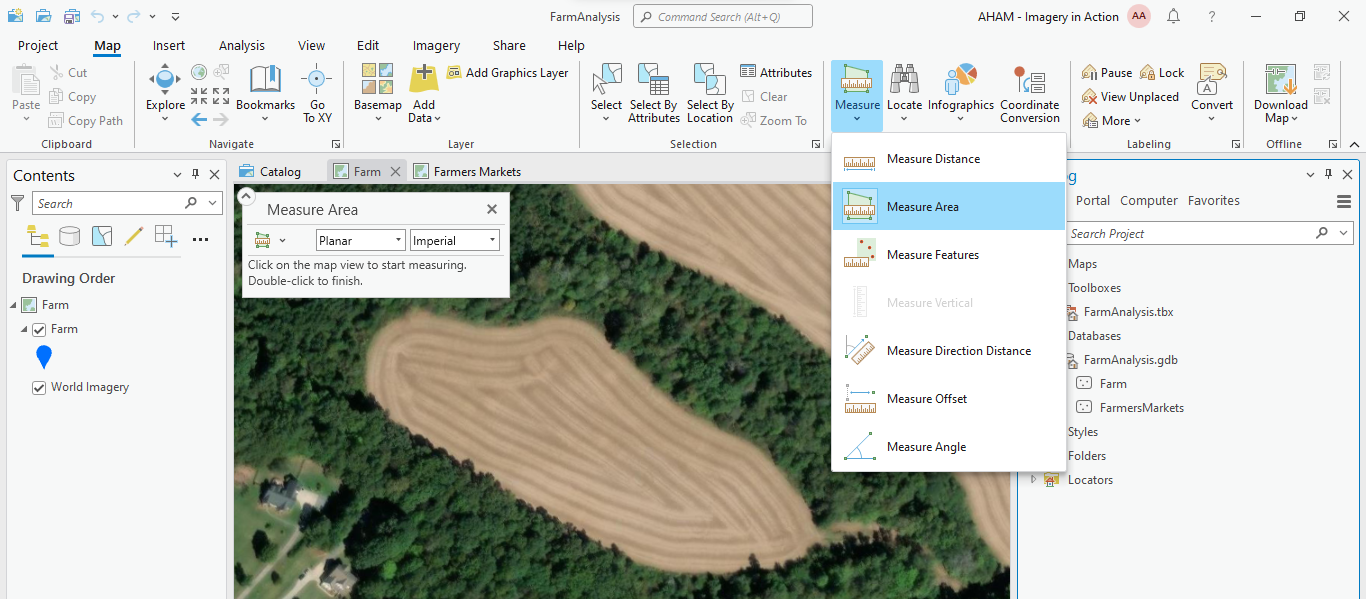 FarmAnalysis
Command Search (Alt+Q)
AHAM - Imagery in Action
AA
?
Project
Map
Insert
Analysis
View
Edit
Imagery
Share
Help
Paste
Cut
Copy
Copy Path
Clipboard
Explore
Bookmarks
Go
To XY
Navigate
Basemap
Add
Data
Add Graphics Layer
Layer
Select
Select By
Attributes
Select By
Location
Attributes
Clear
Zoom To
Selection
Measure
Locate
Infographics
Coordinate
Conversion
Pause
Lock
View Unplaced
More
Convert
Labeling
Download
Map
Offline
Contents
Search
Drawing Order
Farm
Farm
World Imagery
Catalog
Farm
Farmers Markets
Measure Area
Planar
Imperial
Click on the map view to start measuring.
Double-click to finish.
Measure Distance
Measure Area
Measure Features
Measure Vertical
Measure Direction Distance
Measure Offset
Measure Angle
Portal
Computer
Favorites
Search Project
Maps
Toolboxes
FarmAnalysis.tbx
Databases
FarmAnalysis.gdb
Farm
FarmersMarkets
Styles
Folders
Locators